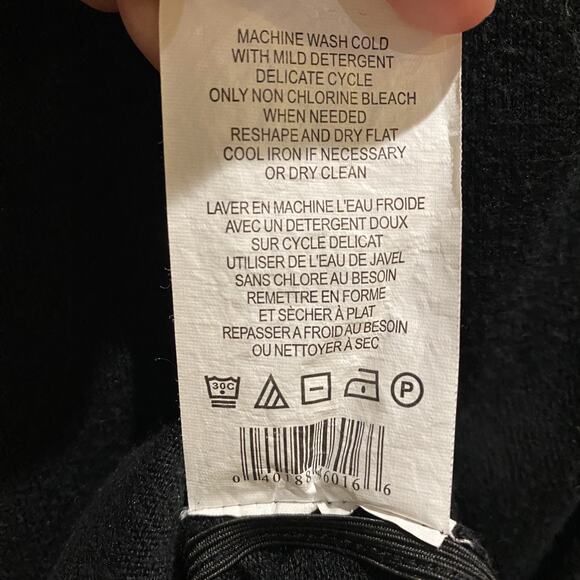 MACHINE WASH COLD
WITH MILD DETERGENT
DELICATE CYCLE
ONLY NON CHLORINE BLEACH
WHEN NEEDED
RESHAPE AND DRY FLAT
COOL IRON IF NECESSARY
OR DRY CLEAN
LAVER EN MACHINE L'EAU FROIDE
AVEC UN DETERGENT DOUX
SUR CYCLE DELICAT
UTILISER DE L'EAU DE JAVEL
SANS CHLORE AU BESOIN
REMETTRE EN FORME
ET SÈCHER À PLAT
REPASSER A FROID AU BESOIN
OU NETTOYER À SEC
30C P